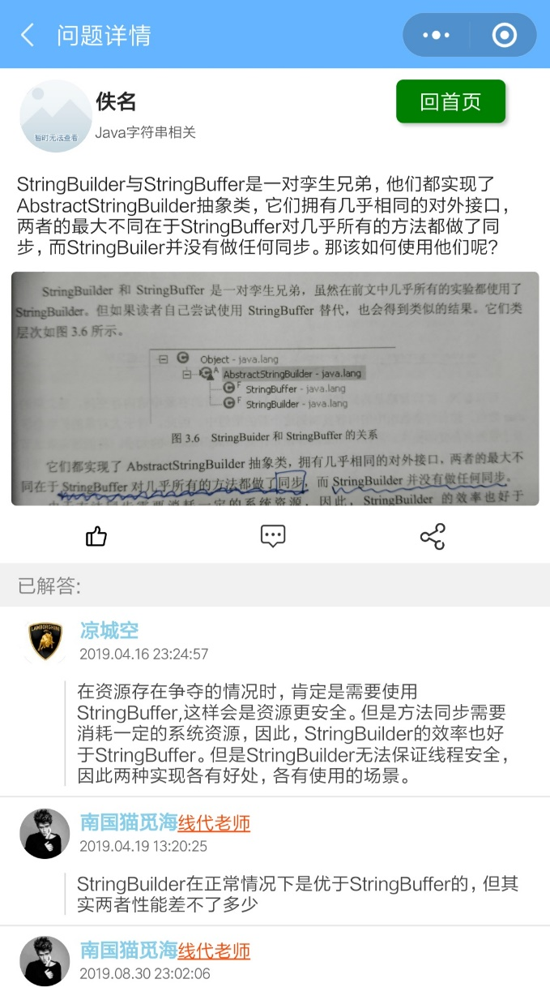 问题详情
佚名
回首页
暂时无法查看
Java字符串相关
StringBuilder与StringBuffer是一对孪生兄弟，他们都实现了
AbstractStringBuilder抽象类，它们拥有几乎相同的对外接口，
两者的最大不同在于StringBuffer对几乎所有的方法都做了同
步，而StringBuiler并没有做任何同步。那该如何使用他们呢?
StringBuilder 和 StringBuffer 是一对孪生兄弟，虽然在前文中几乎所有的实验都使用了
StringBuilder。但如果读者自己尝试使用 StringBuffer 替代，也会得到类似的结果。它们类
层次如图 3.6 所示。
Object - java.lang
AbstractStringBuilder - java.lang
StringBuffer - java.lang
StringBuilder - java.lang
图 3.6 StringBuider 和 StringBuffer 的关系
它们都实现了 AbstractStringBuilder 抽象类，拥有几乎相同的对外接口，两者的最大不
同在于 StringBuffer 对几乎所有的方法都做了同步，而 StringBuilder 并没有做任何同步。
需要消耗一定的系统资源，因此，StringBuilder 的效率也好于
已解答:
LAMBORGHINI
凉城空
2019.04.16 23:24:57
在资源存在争夺的情况时，肯定是需要使用
StringBuffer,这样会是资源更安全。但是方法同步需要
消耗一定的系统资源，因此，StringBuilder的效率也好
于StringBuffer。但是StringBuilder无法保证线程安全，
因此两种实现各有好处，各有使用的场景。
南国猫觅海线代老师
2019.04.19 13:20:25
StringBuilder在正常情况下是优于StringBuffer的，但其
实两者性能差不了多少
南国猫觅海线代老师
2019.08.30 23:02:06